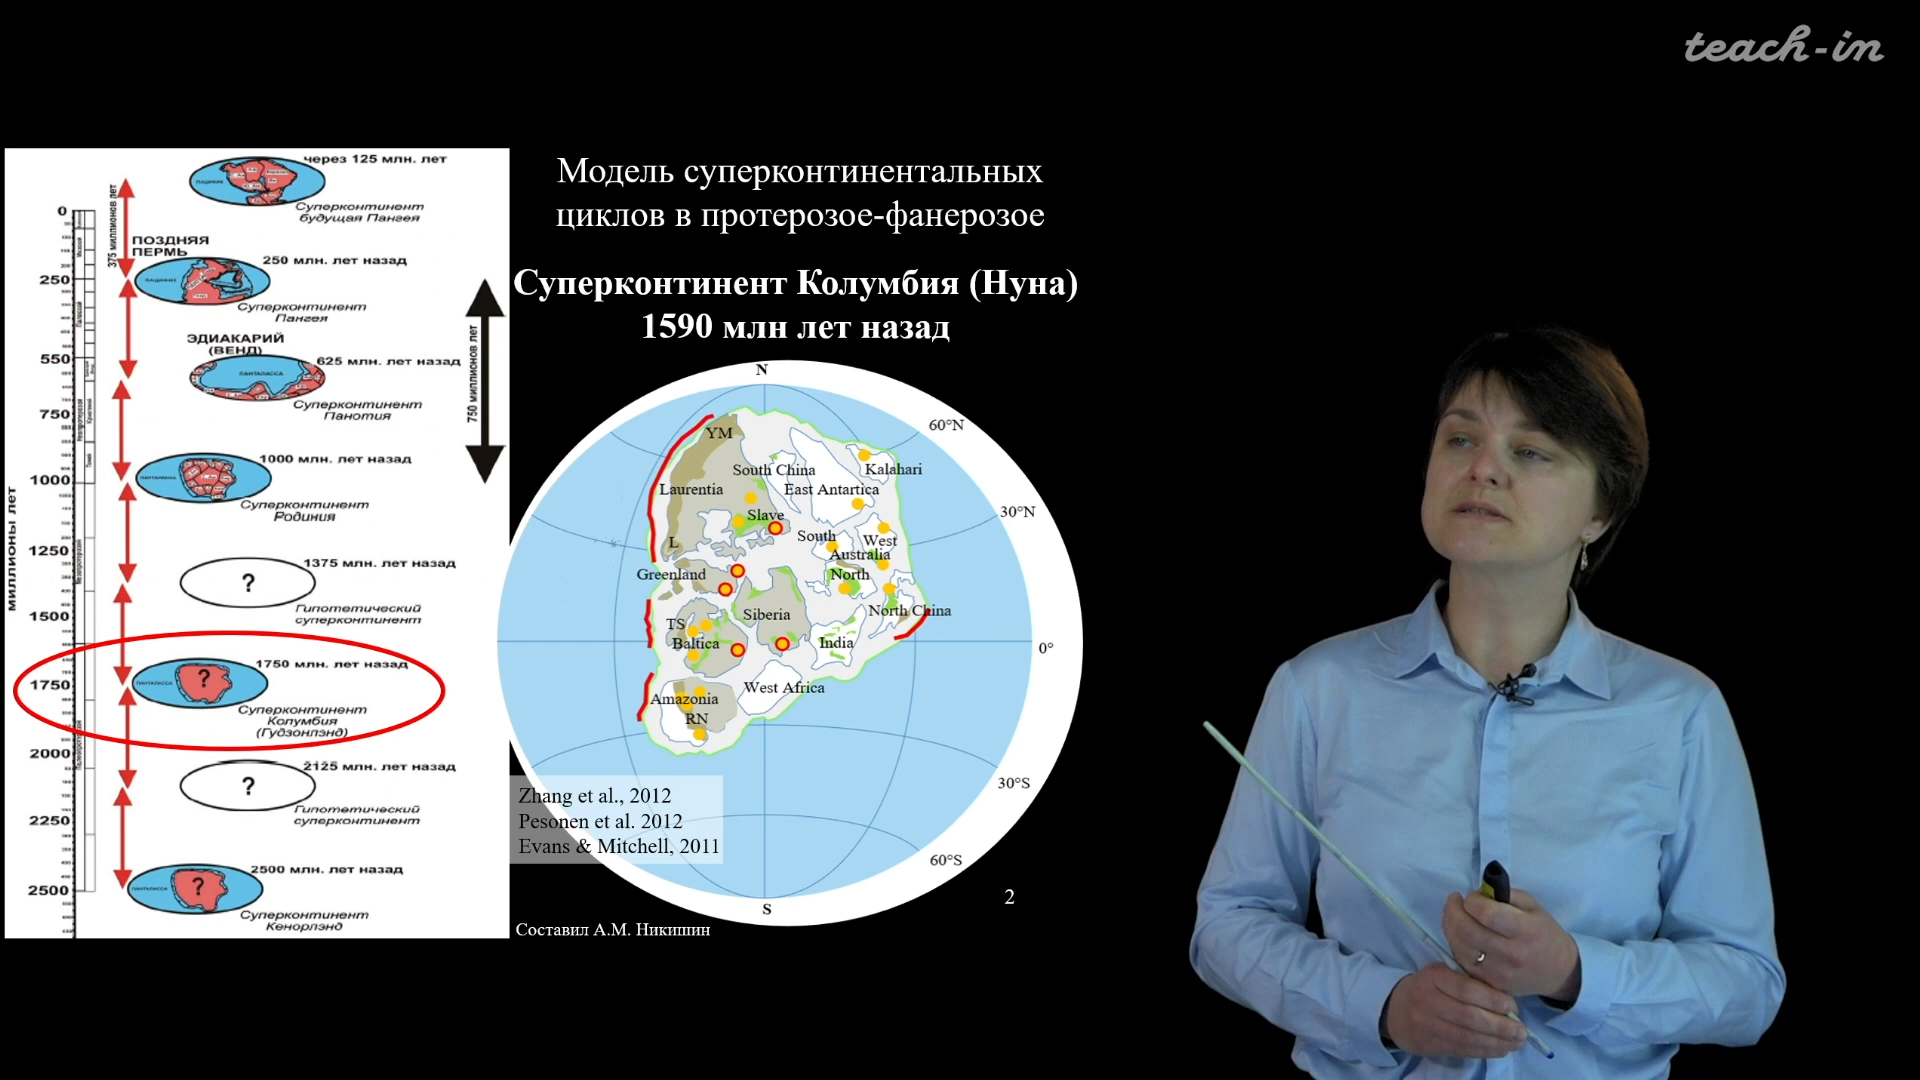 teach-in
через 125 млн. лет
Суперконтинент
будущая Пангея
375 миллионов лет
0
ПОЗДНЯЯ
ПЕРМЬ
250 млн. лет назад
250
Суперконтинент
Пангея
ЭДИАКАРИЙ
(ВЕНД)
550
625 млн. лет назад
ПАНТАЛАССА
750 миллионов лет
Суперконтинент
Панотия
750
1000 млн. лет назад
1000
Суперконтинент
Родиния
миллионы лет
1250
1375 млн. лет назад
?
Гипотетический
суперконтинент
1500
1750 млн. лет назад
?
ПАНТАЛАССА
1750
Суперконтинент
Колумбия
(Гудзонлэнд)
2000
2125 млн. лет назад
?
Гипотетический
суперконтинент
2250
2500 млн. лет назад
?
ПАНТАЛАССА
2500
Суперконтинент
Кенорлэнд
Модель суперконтинентальных
циклов в протерозое-фанерозое
Суперконтинент Колумбия (Нуна)
1590 млн лет назад
N
60°N
YM
South China
Kalahari
Laurentia
East Antartica
30°N
Slave
South
West
L
Australia
Greenland
North
Siberia
North China
TS
Baltica
India
0°
West Africa
Amazonia
RN
30°S
Zhang et al., 2012
Pesonen et al. 2012
Evans & Mitchell, 2011
60°S
2
S
Составил А.М. Никишин